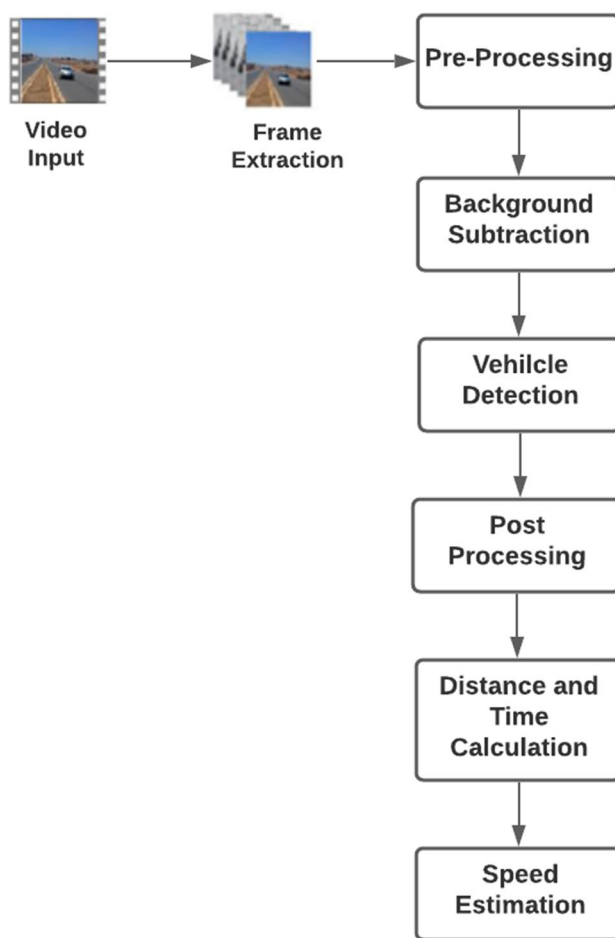 Video
Input
Frame
Extraction
Pre-Processing
Background
Subtraction
Vehilcle
Detection
Post
Processing
Distance and
Time
Calculation
Speed
Estimation